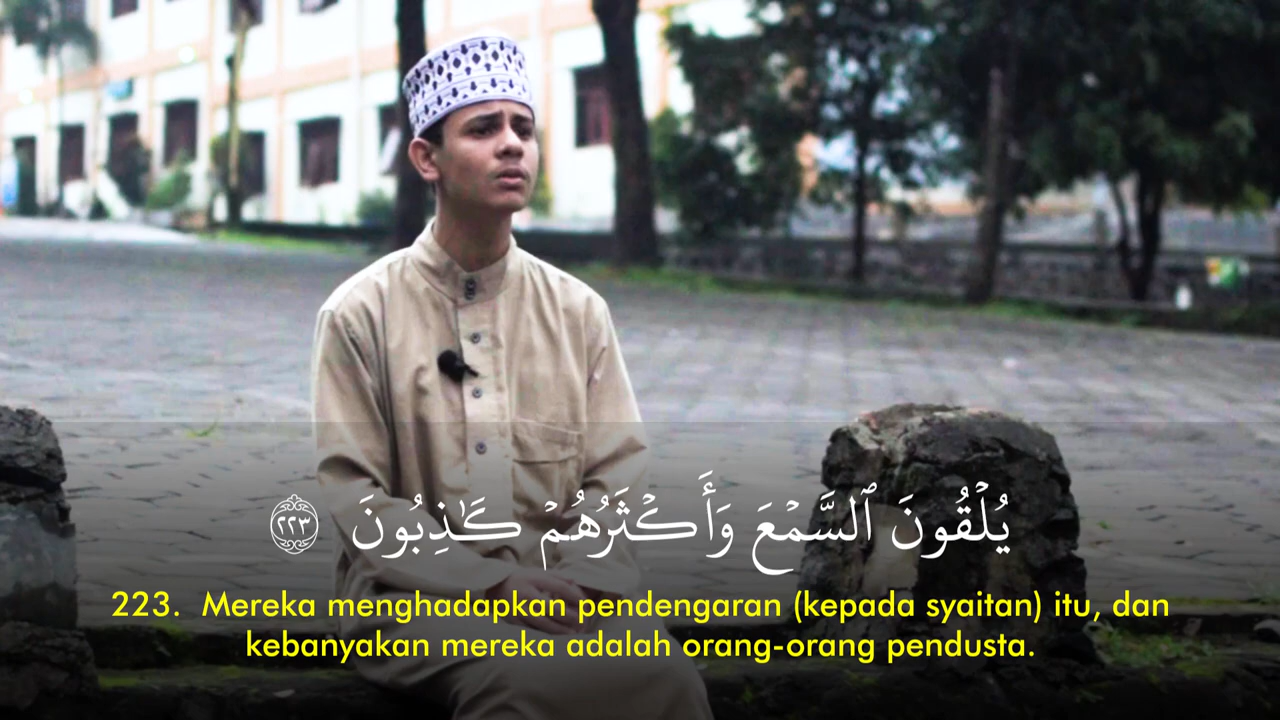 يُلْقُونَ ٱلسَّمْعَ وَأَكْثَرُهُمْ كَـٰذِبُونَ ٢٢٣
223. Mereka menghadapkan pendengaran (kepada syaitan) itu, dan
kebanyakan mereka adalah orang-orang pendusta.